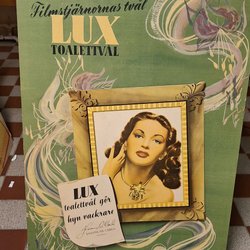 Filmstjärnornas tvål
LUX
TOALETTVÅL
LUX
toalettvål gör
hyn vackrare